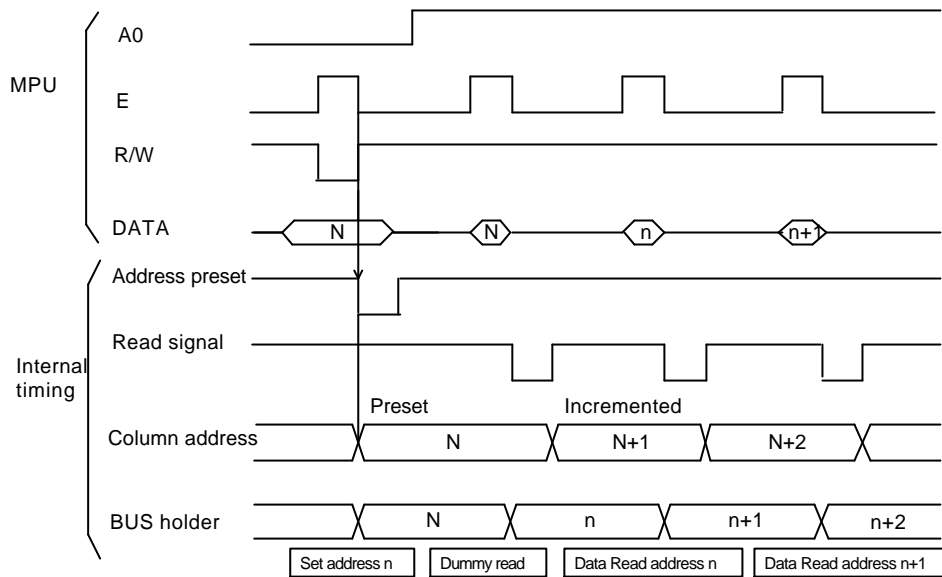 MPU
A0
E
R/W
DATA
N
N
n
n+1
Internal
timing
Address preset
Read signal
Preset
Incremented
Column address
N
N+1
N+2
BUS holder
N
n
n+1
n+2
Set address n
Dummy read
Data Read address n
Data Read address n+1